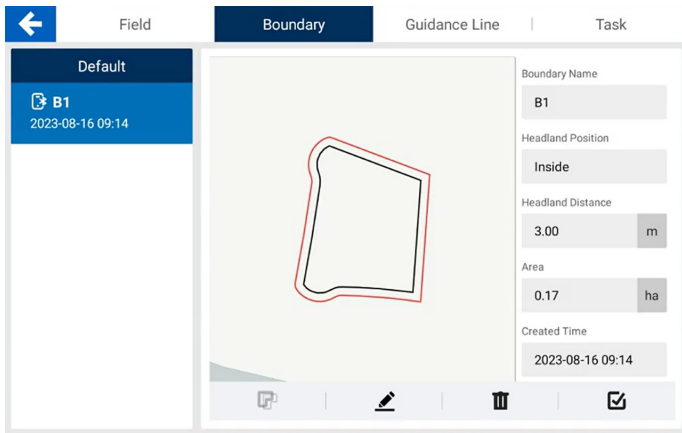 Field
Boundary
Guidance Line
Task
Default
B1
2023-08-16 09:14
Boundary Name
B1
Headland Position
Inside
Headland Distance
3.00 m
Area
0.17 ha
Created Time
2023-08-16 09:14